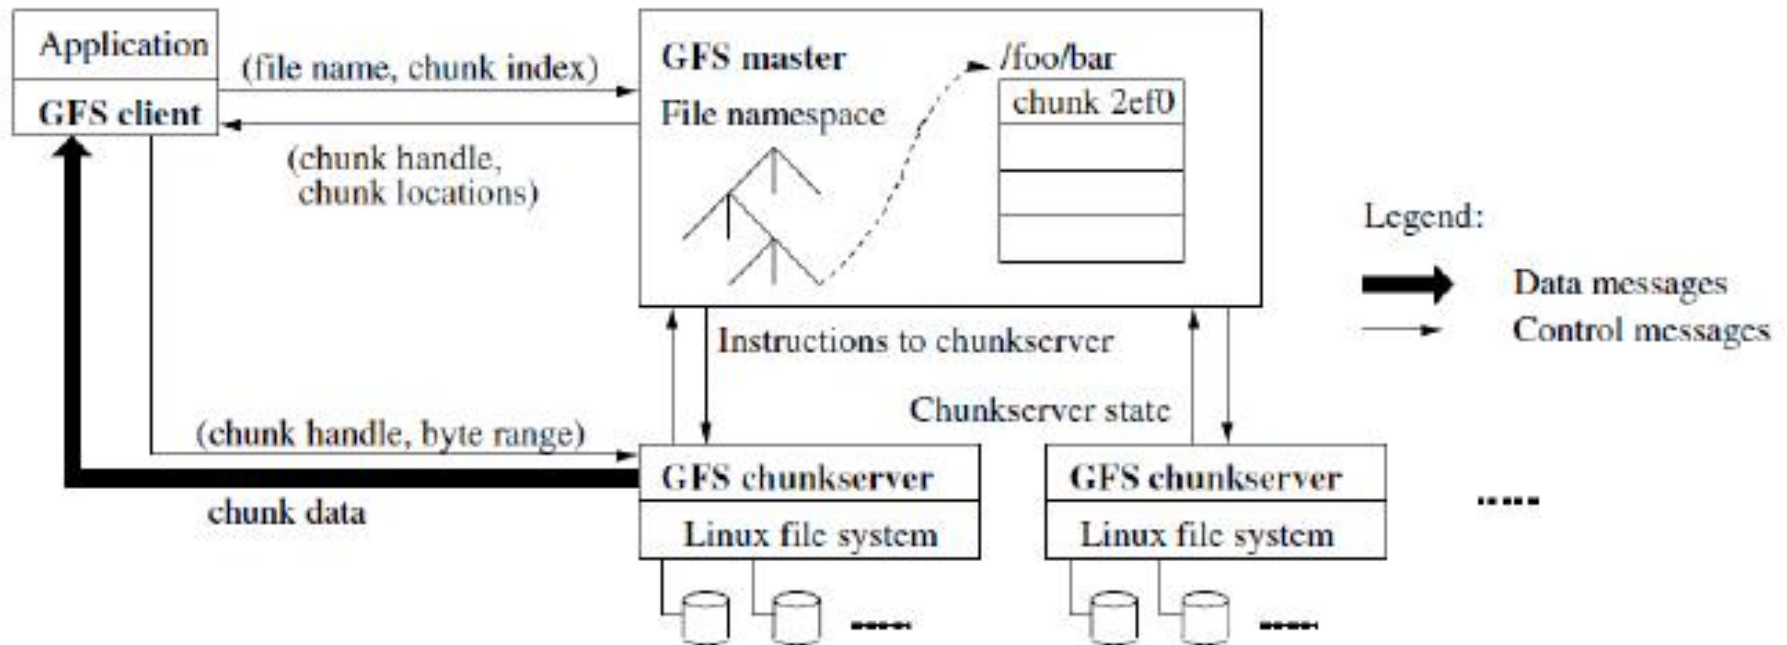 Application
GFS client
(file name, chunk index)
(chunk handle,
chunk locations)
GFS master
File namespace
/foo/bar
chunk 2ef0
Legend:
Data messages
Control messages
Instructions to chunkserver
Chunkserver state
(chunk handle, byte range)
chunk data
GFS chunkserver
Linux file system
GFS chunkserver
Linux file system